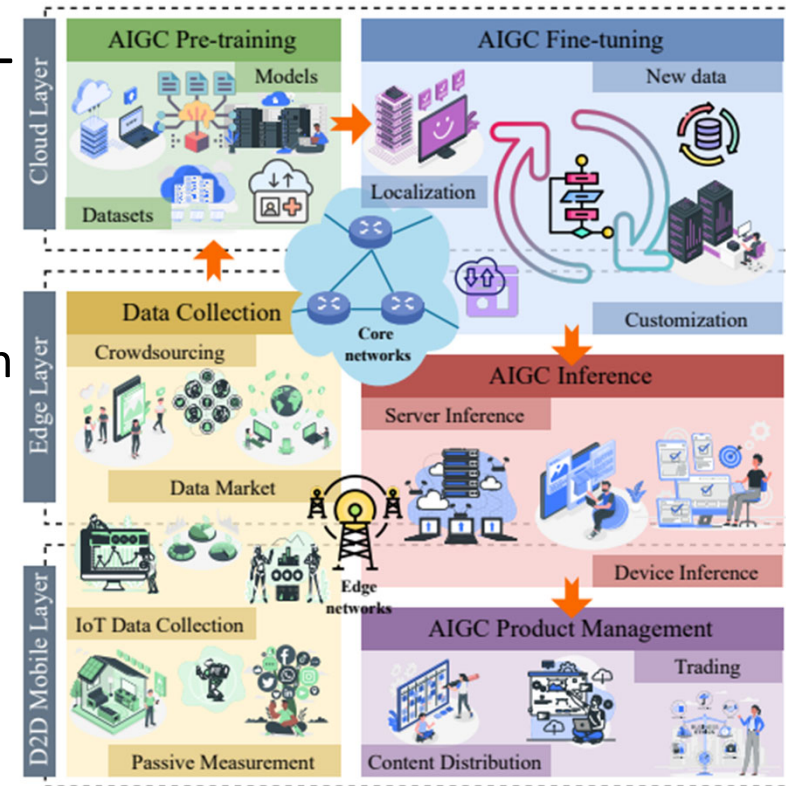 Cloud Layer
AIGC Pre-training
Models
Datasets
AIGC Fine-tuning
New data
Localization
Customization
Core
networks
Edge Layer
Data Collection
Crowdsourcing
Data Market
AIGC Inference
Server Inference
Device Inference
Edge
networks
D2D Mobile Layer
IoT Data Collection
Passive Measurement
AIGC Product Management
Trading
Content Distribution